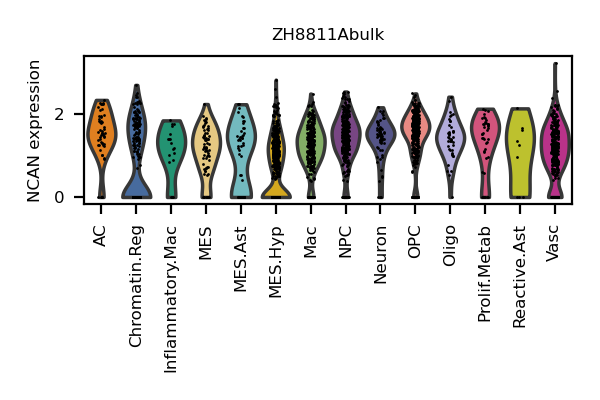 ZH8811Abulk
NCAN expression
2
0
AC
Chromatin.Reg
Inflammatory.Mac
MES
MES.Ast
MES.Hyp
Mac
NPC
Neuron
OPC
Oligo
Prolif.Metab
Reactive.Ast
Vasc